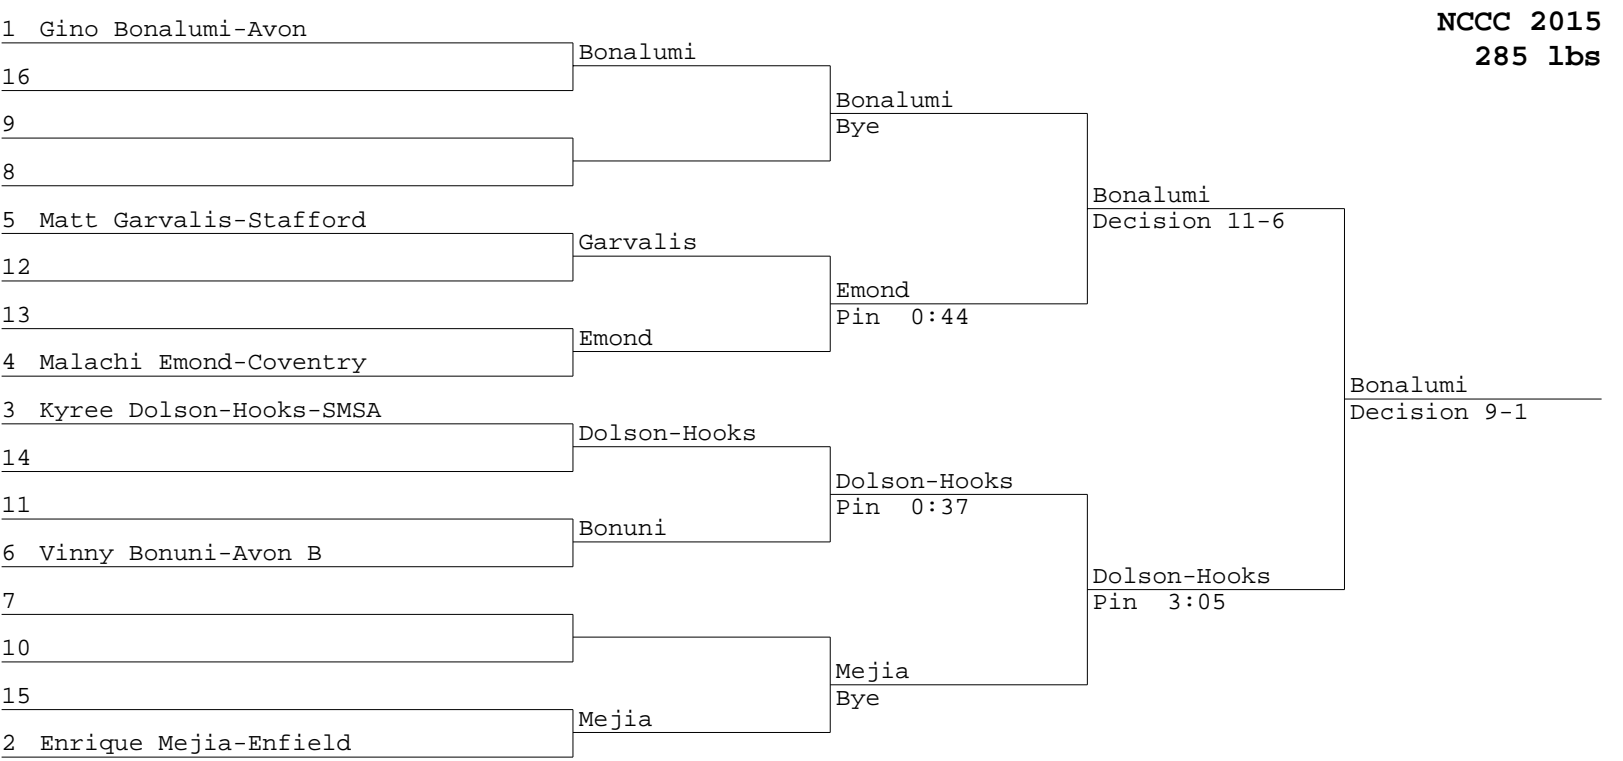 NCCC 2015
285 lbs
1 Gino Bonalumi-Avon
16
9
8
5 Matt Garvalis-Stafford
12
13
4 Malachi Emond-Coventry
3 Kyree Dolson-Hooks-SMSA
14
11
6 Vinny Bonuni-Avon B
7
10
15
2 Enrique Mejia-Enfield
Bonalumi
Garvalis
Emond
Dolson-Hooks
Bonuni
Mejia
Bonalumi
Bye
Emond
Pin 0:44
Dolson-Hooks
Pin 0:37
Mejia
Bye
Bonalumi
Decision 11-6
Dolson-Hooks
Pin 3:05
Bonalumi
Decision 9-1